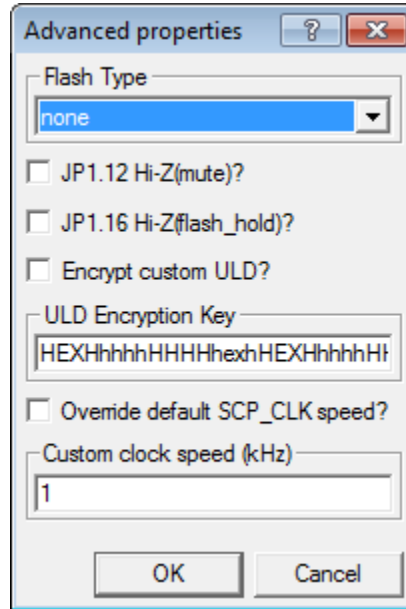 Advanced properties
Flash Type
none
JP1.12 Hi-Z(mute)?
JP1.16 Hi-Z(flash_hold)?
Encrypt custom ULD?
ULD Encryption Key
HEXHhhhhHHHHhexhHEXHhhhhHH
Override default SCP_CLK speed?
Custom clock speed (kHz)
1
OK Cancel